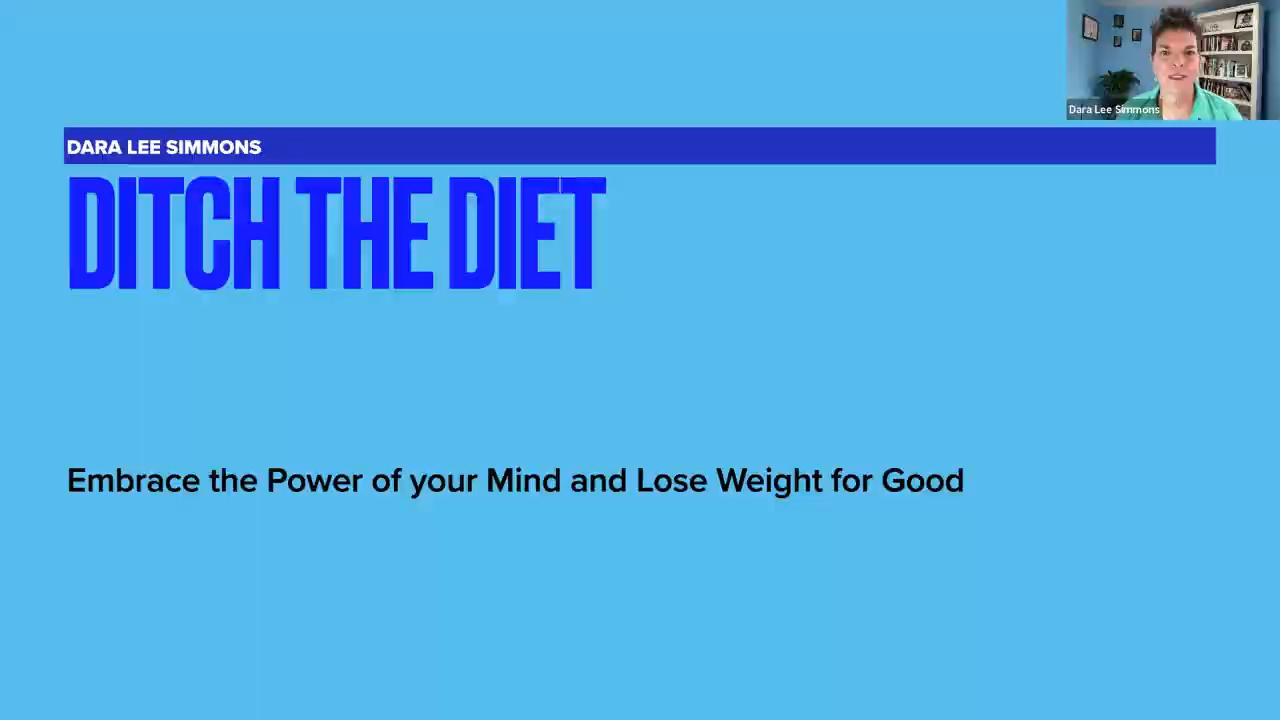 Dara Lee Simmons
DARA LEE SIMMONS
DITCH THE DIET
Embrace the Power of your Mind and Lose Weight for Good